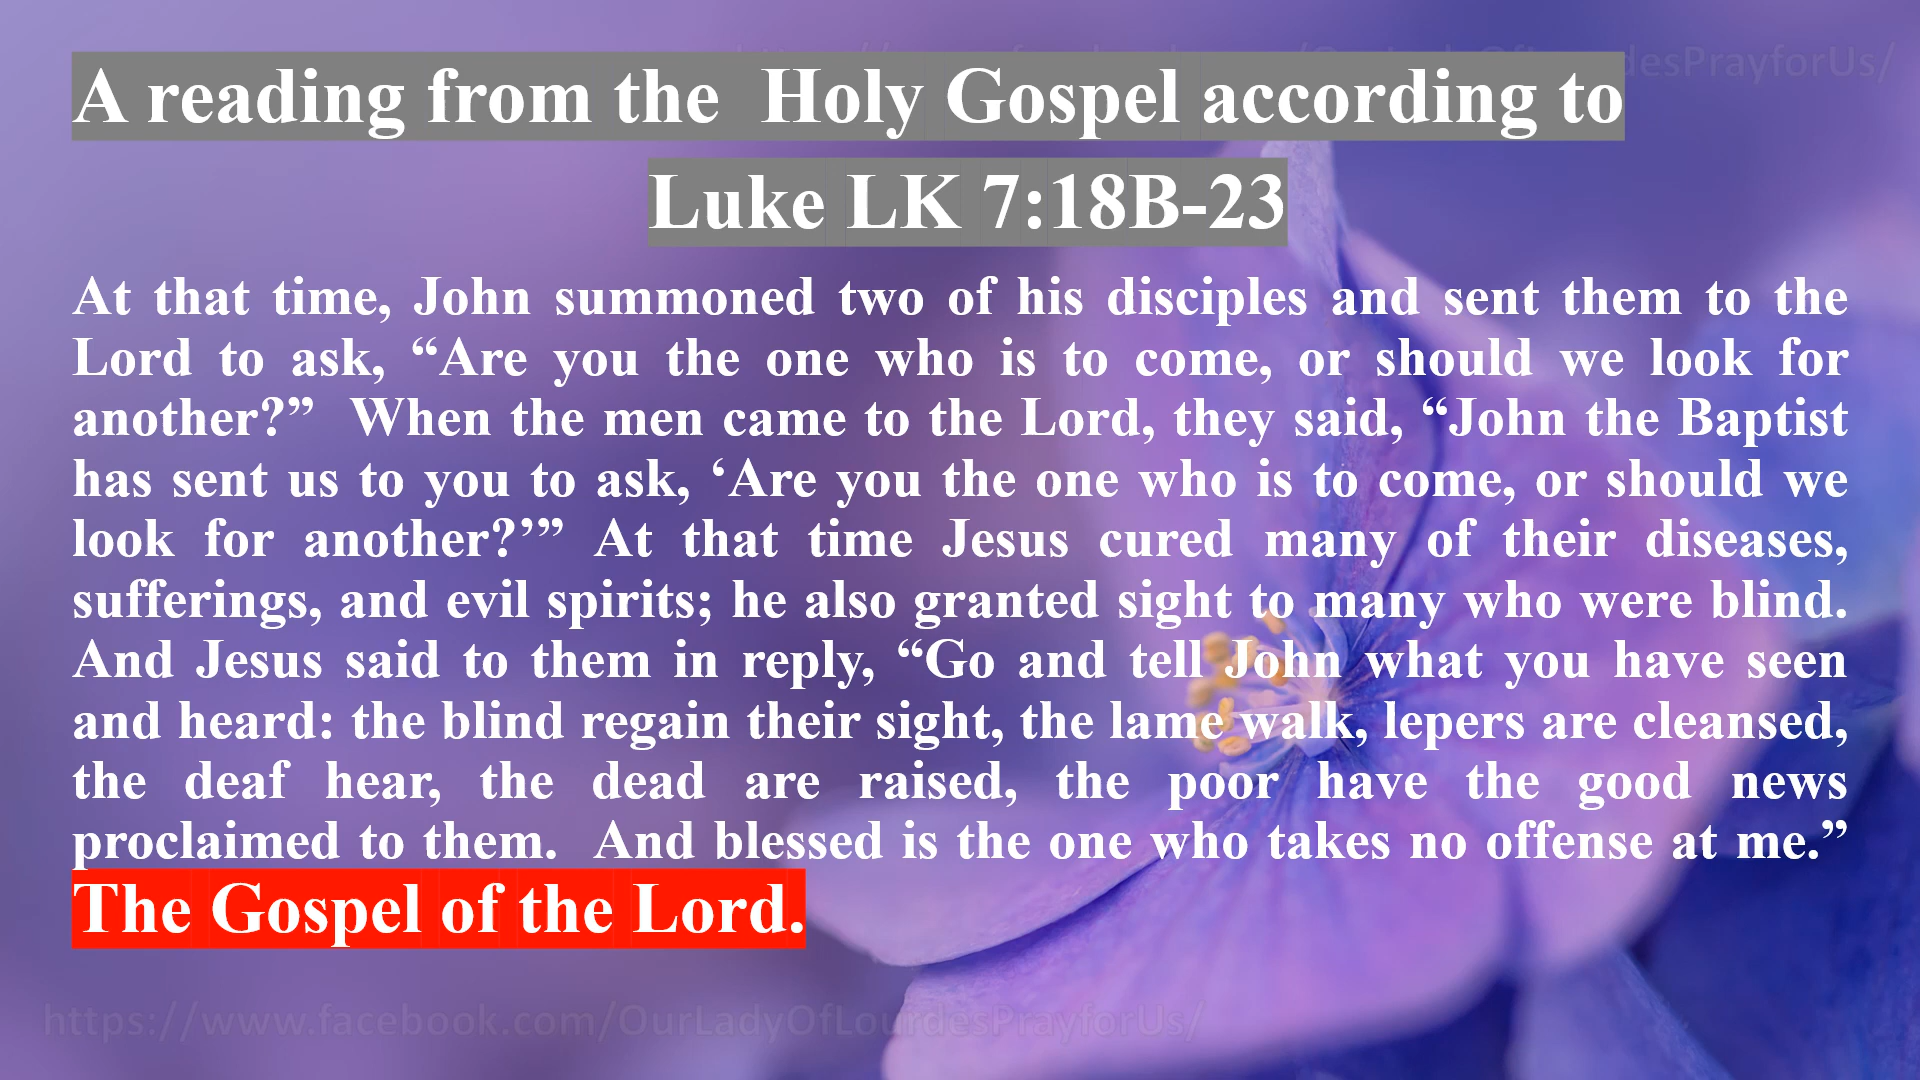 https://www.facebook.com/OurLadyOfLourdesPrayforUs/
A reading from the  Holy Gospel according to
Luke LK 7:18B-23
At that time, John summoned two of his disciples and sent them to the
Lord to ask, “Are you the one who is to come, or should we look for
another?”  When the men came to the Lord, they said, “John the Baptist
has sent us to you to ask, ‘Are you the one who is to come, or should we
look for another?’” At that time Jesus cured many of their diseases,
sufferings, and evil spirits; he also granted sight to many who were blind.
And Jesus said to them in reply, “Go and tell John what you have seen
and heard: the blind regain their sight, the lame walk, lepers are cleansed,
the deaf hear, the dead are raised, the poor have the good news
proclaimed to them.  And blessed is the one who takes no offense at me.”
The Gospel of the Lord.
https://www.facebook.com/OurLadyOfLourdesPrayforUs/